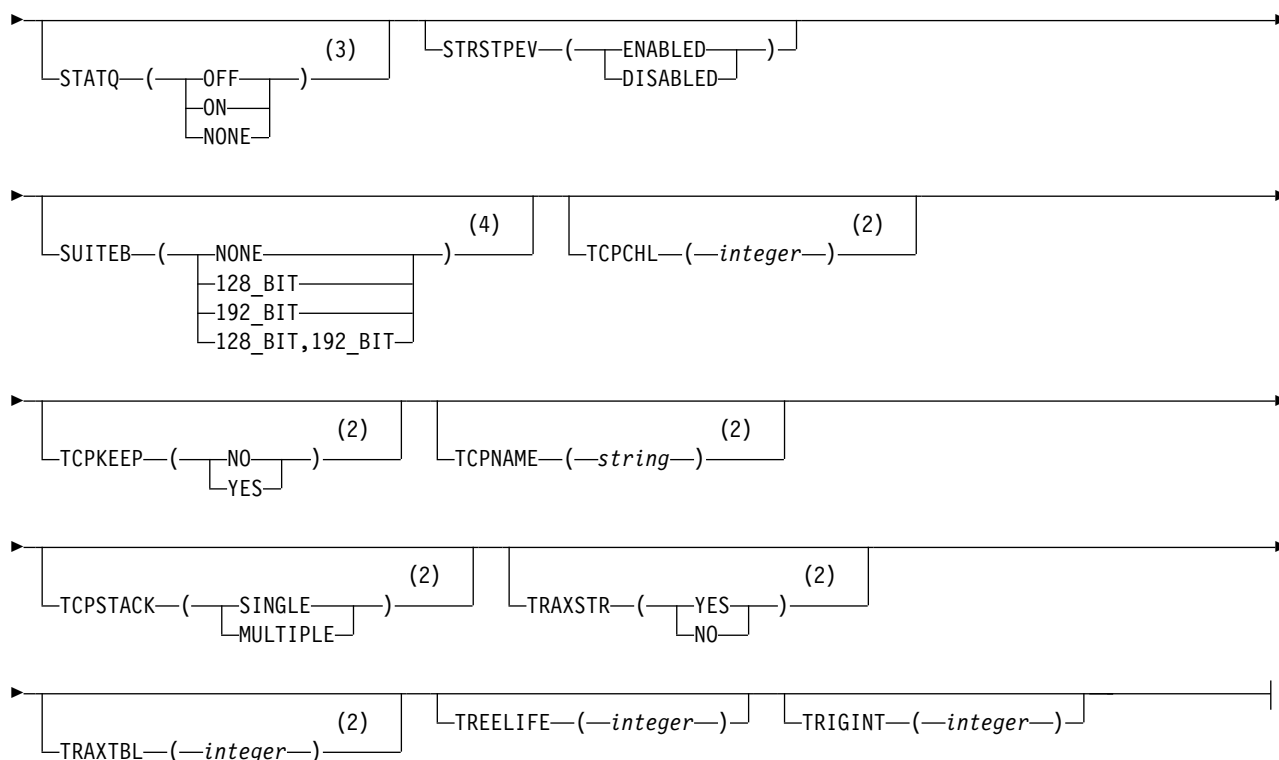 (3)
STATQ ( OFF )
ON
NONE
STRSTPEV ( ENABLED )
DISABLED
(4)
SUITEB ( NONE )
128_BIT
192_BIT
128_BIT,192_BIT
(2)
TCPCHL ( integer )
(2)
TCPKEEP ( NO )
YES
(2)
TCPNAME ( string )
(2)
TCPSTACK ( SINGLE )
MULTIPLE
(2)
TRAXSTR ( YES )
NO
(2)
TRAXTBL ( integer )
TREELIFE ( integer )
TRIGINT ( integer )